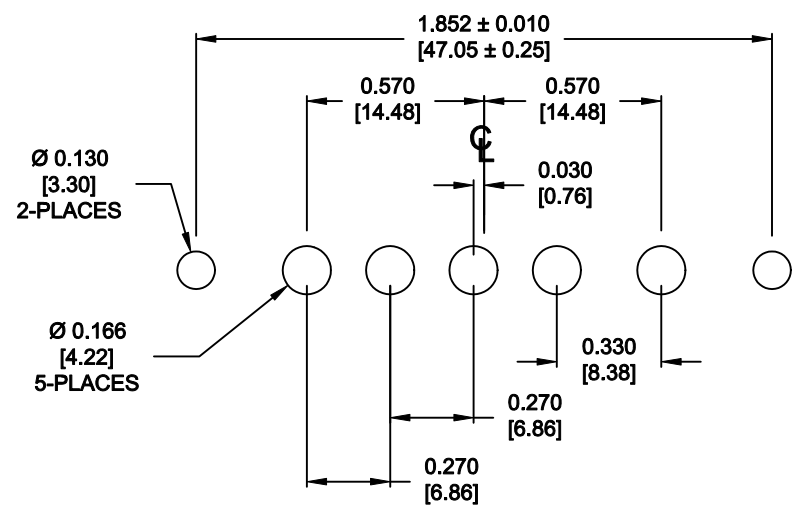 1.852 ± 0.010
[47.05 ± 0.25]
0.570
[14.48]
0.570
[14.48]
CL
0.030
[0.76]
Ø 0.130
[3.30]
2-PLACES
Ø 0.166
[4.22]
5-PLACES
0.330
[8.38]
0.270
[6.86]
0.270
[6.86]